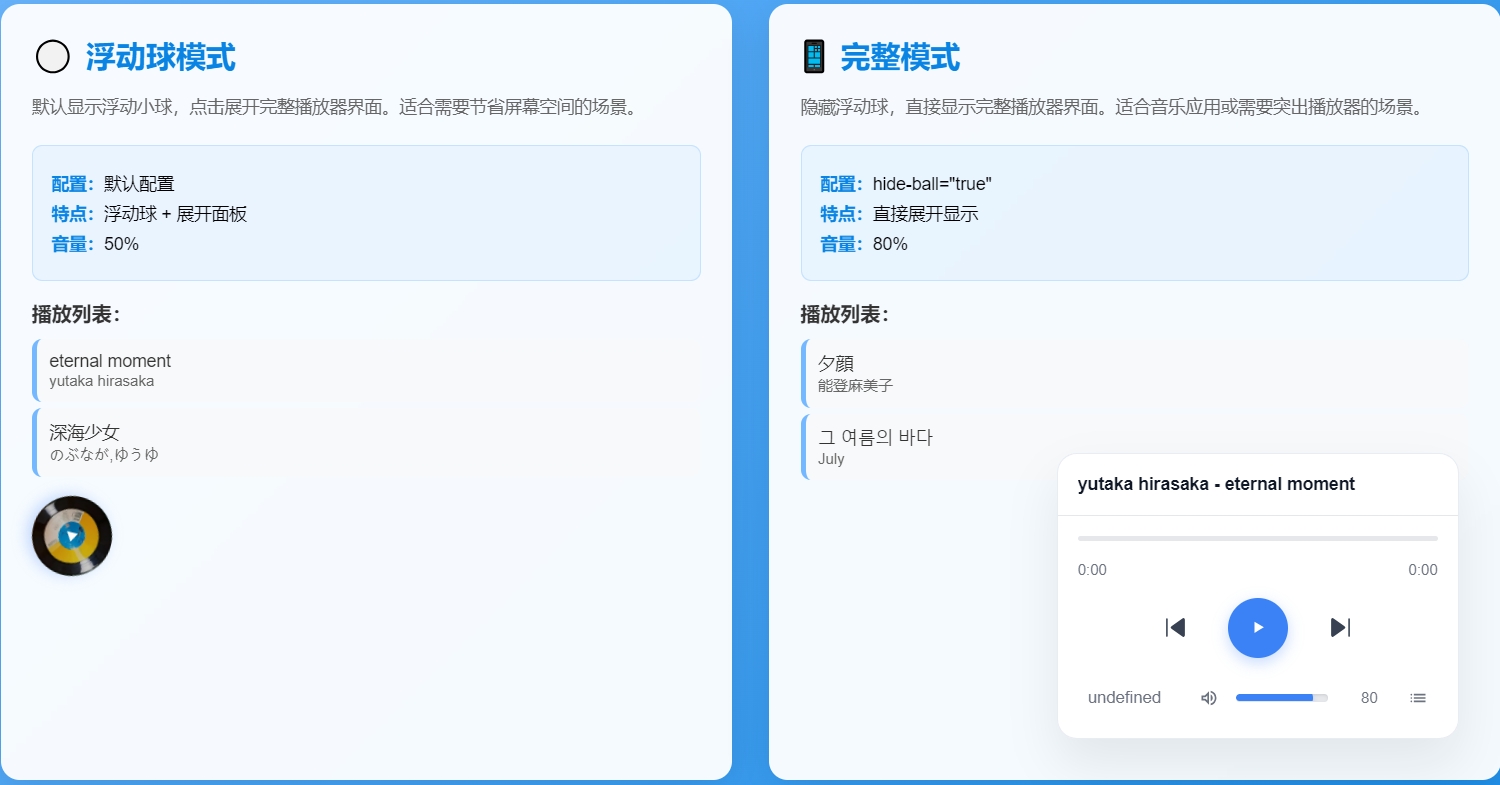 浮动球模式
默认显示浮动小球，点击展开完整播放器界面。适合需要节省屏幕空间的场景。
配置：默认配置
特点：浮动球 + 展开面板
音量：50%
播放列表：
eternal moment
yutaka hirasaka
深海少女
のぶなが,ゆうゆ
完整模式
隐藏浮动球，直接显示完整播放器界面。适合音乐应用或需要突出播放器的场景。
配置：hide-ball="true"
特点：直接展开显示
音量：80%
播放列表：
夕顔
能登麻美子
그 여름의 바다
July
yutaka hirasaka - eternal moment
0:00 0:00
undefined 80